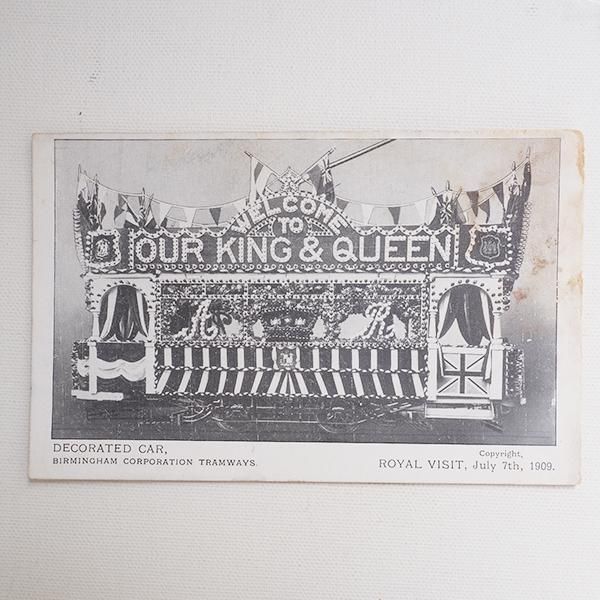 WELCOME
TO
OUR KING & QUEEN
DECORATED CAR,
BIRMINGHAM CORPORATION TRAMWAYS.
Copyright,
ROYAL VISIT, July 7th, 1909.